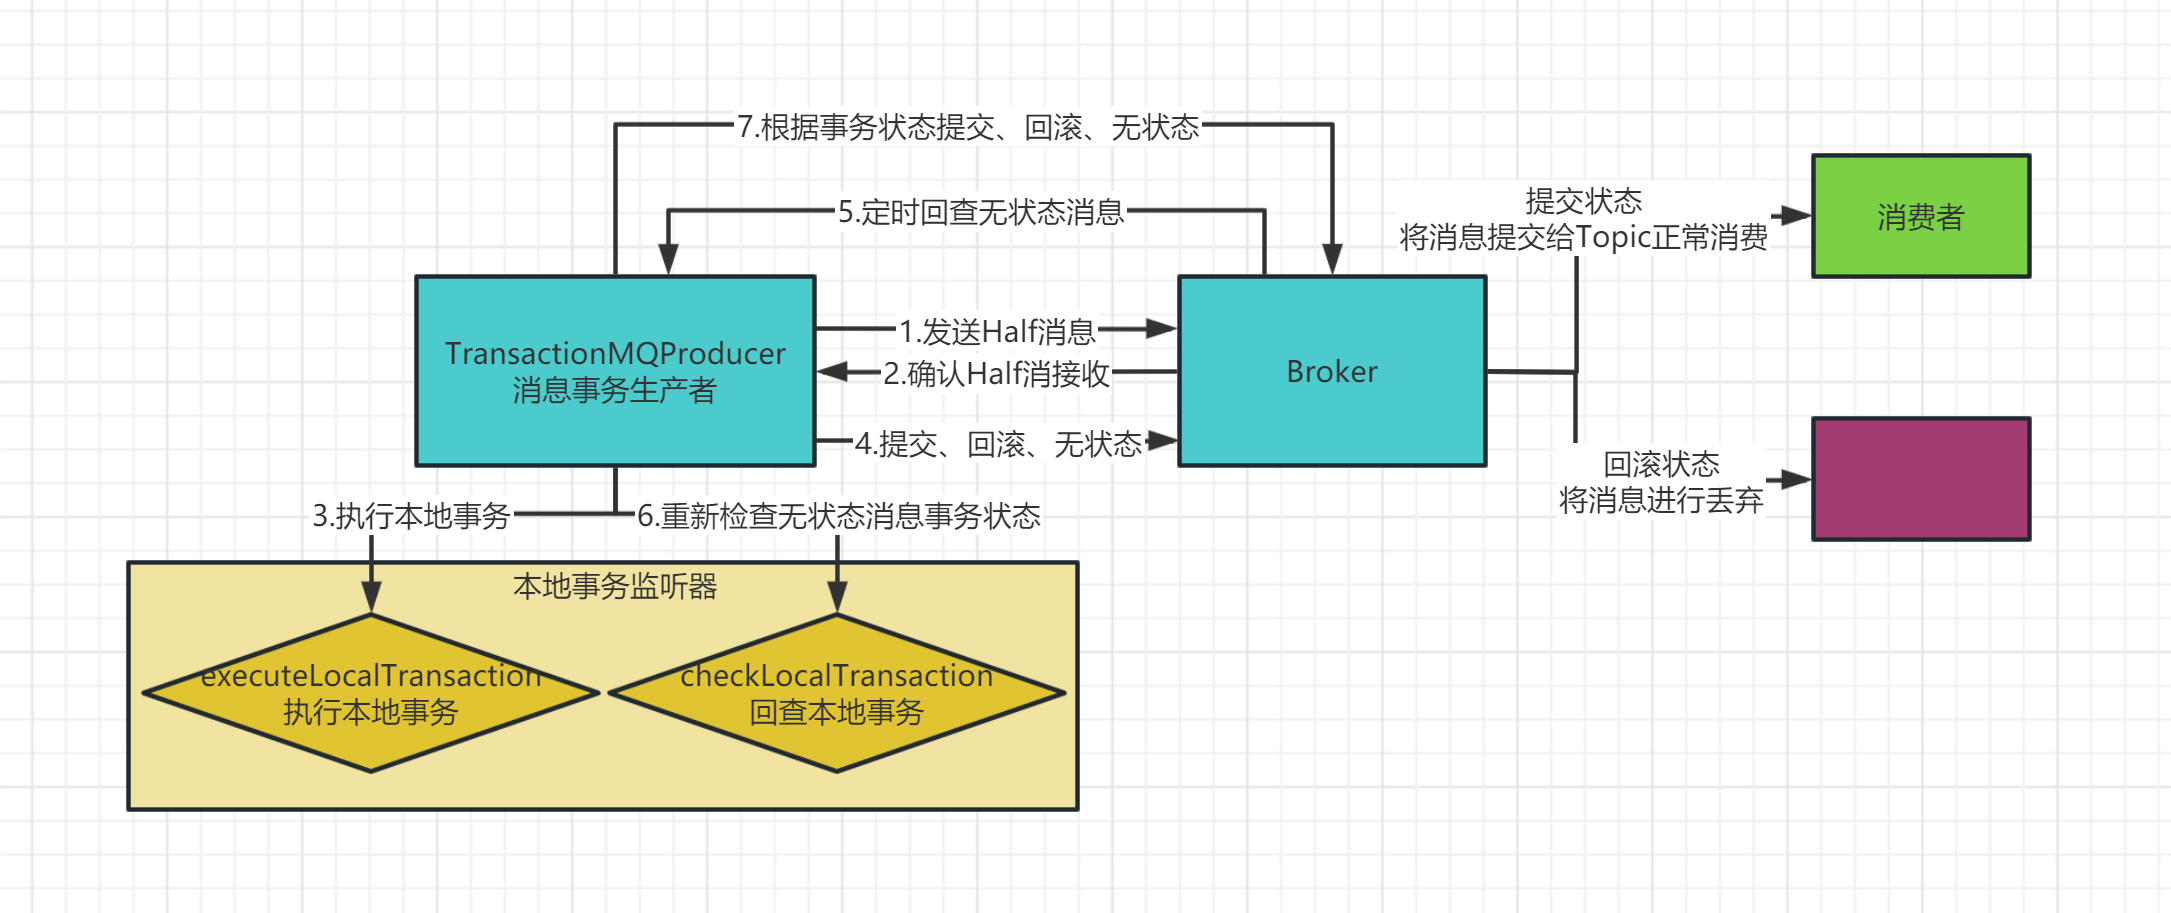 7.根据事务状态提交、回滚、无状态
5.定时回查无状态消息
提交状态
将消息提交给Topic正常消费
消费者
TransactionMQProducer
消息事务生产者
1.发送Half消息
2.确认Half消接收
4.提交、回滚、无状态
Broker
回滚状态
将消息进行丢弃
3.执行本地事务
6.重新检查无状态消息事务状态
本地事务监听器
executeLocalTransaction
执行本地事务
checkLocalTransaction
回查本地事务